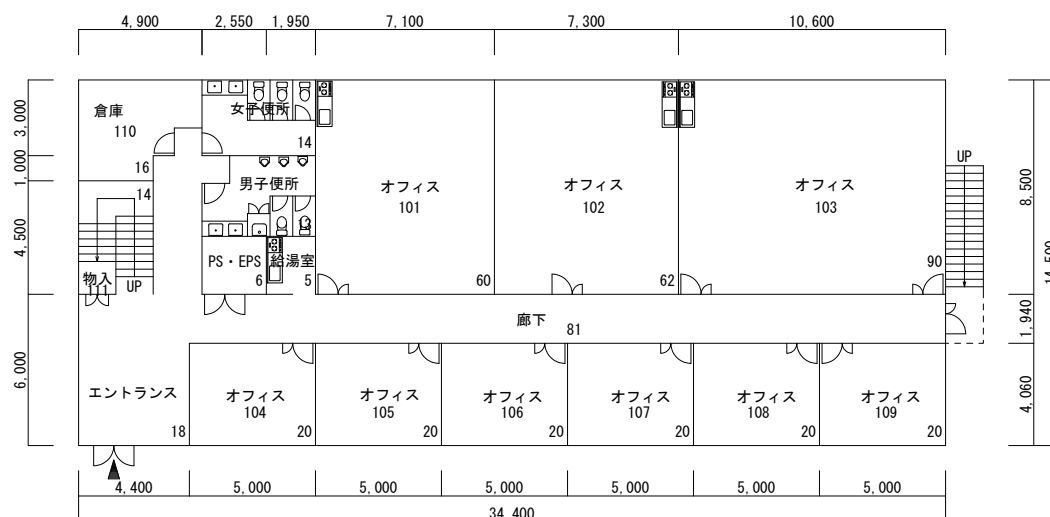 4,900
2,550
1,950
7,100
7,300
10,600
3,000
1,000
4,500
6,000
倉庫
110
16
14
物入
111
UP
女子便所
14
男子便所
13
PS・EPS
6
給湯室
5
オフィス
101
60
オフィス
102
62
オフィス
103
90
UP
8,500
1,940
4,060
14,500
廊下
81
エントランス
18
オフィス
104
20
オフィス
105
20
オフィス
106
20
オフィス
107
20
オフィス
108
20
オフィス
109
20
4,400
5,000
5,000
5,000
5,000
5,000
5,000
34,400